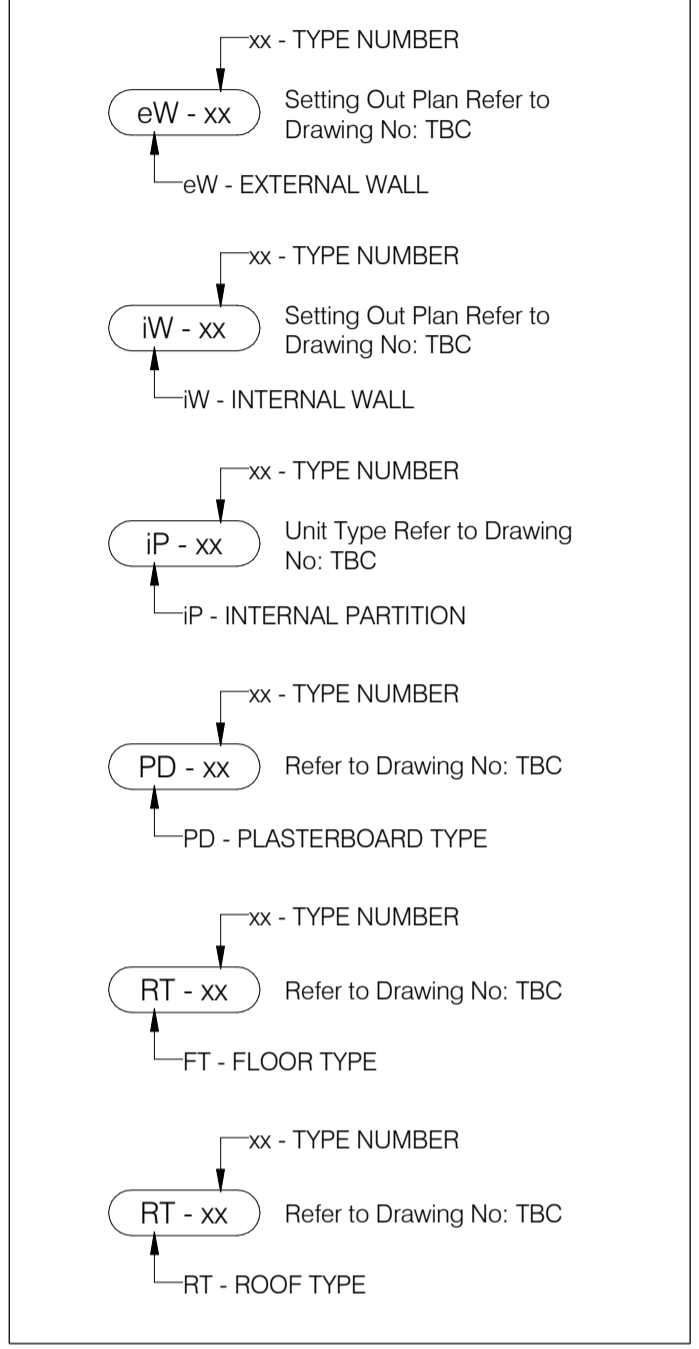 xx - TYPE NUMBER
eW - xx
Setting Out Plan Refer to
Drawing No: TBC
eW - EXTERNAL WALL
xx - TYPE NUMBER
iW - xx
Setting Out Plan Refer to
Drawing No: TBC
iW - INTERNAL WALL
xx - TYPE NUMBER
iP - xx
Unit Type Refer to Drawing
No: TBC
iP - INTERNAL PARTITION
xx - TYPE NUMBER
PD - xx
Refer to Drawing No: TBC
PD - PLASTERBOARD TYPE
xx - TYPE NUMBER
RT - xx
Refer to Drawing No: TBC
FT - FLOOR TYPE
xx - TYPE NUMBER
RT - xx
Refer to Drawing No: TBC
RT - ROOF TYPE